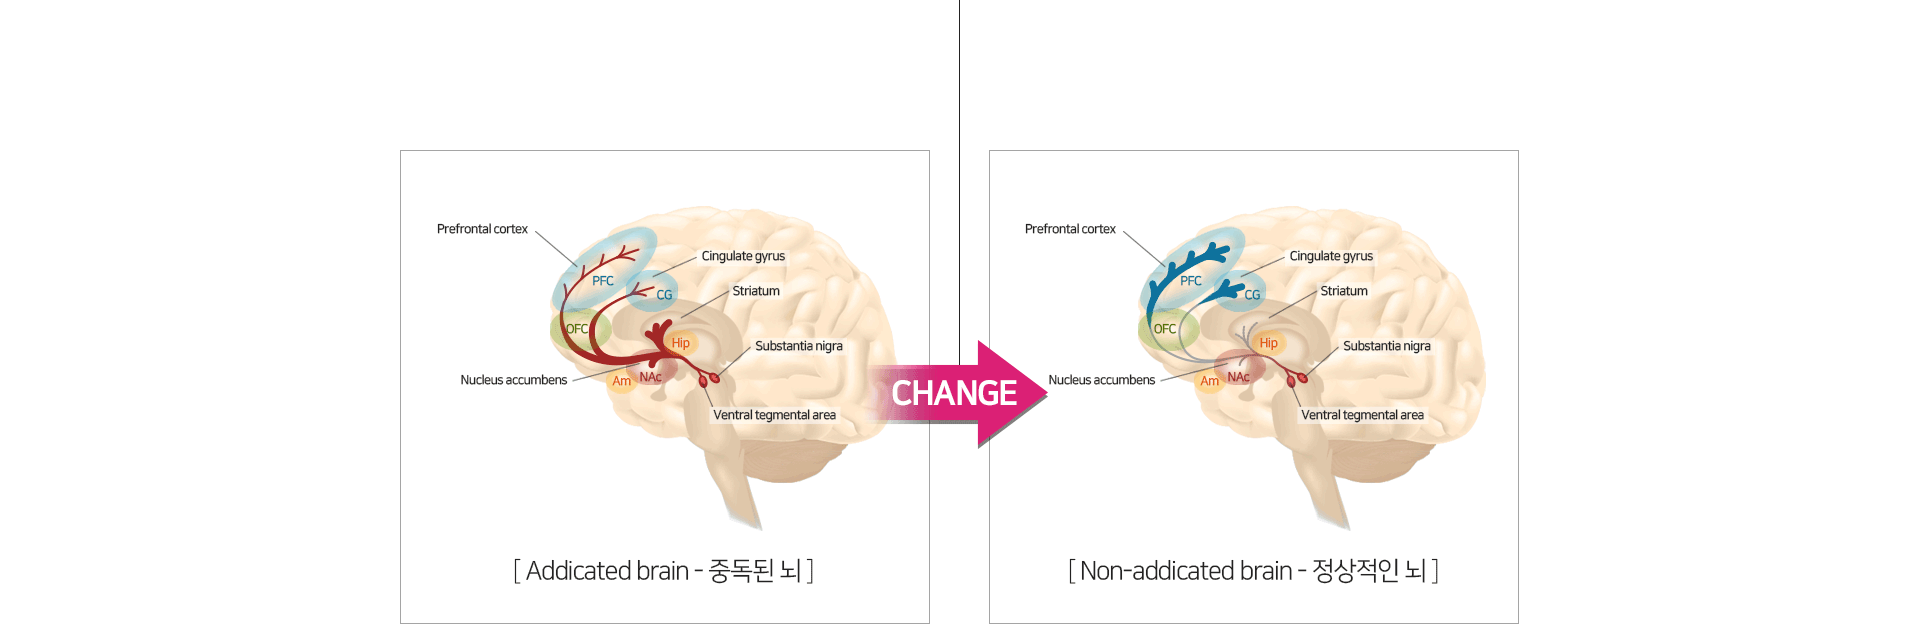 Prefrontal cortex
Cingulate gyrus
PFC
CG
Striatum
OFC
Hip
Substantia nigra
Nucleus accumbens
Am
NAc
Ventral tegmental area
[ Addicated brain - 중독된 뇌 ]
CHANGE
Prefrontal cortex
Cingulate gyrus
PFC
CG
Striatum
OFC
Hip
Substantia nigra
Nucleus accumbens
Am
NAc
Ventral tegmental area
[ Non-addicated brain - 정상적인 뇌 ]